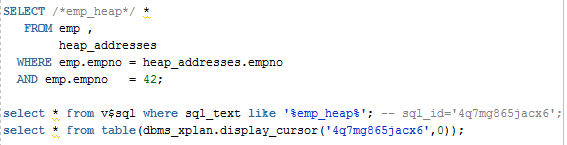 SELECT /*emp_heap*/ *
FROM emp ,
heap_addresses
WHERE emp.empno = heap_addresses.empno
AND emp.empno = 42;
select * from v$sql where sql_text like '%emp_heap%'; -- sql_id='4q7mg865jacx6';
select * from table(dbms_xplan.display_cursor('4q7mg865jacx6',0));